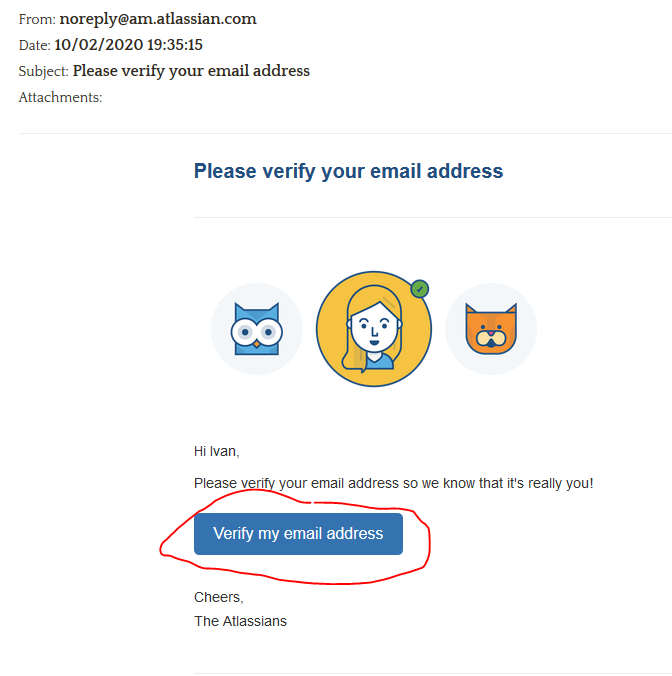 From: noreply@am.atlassian.com
Date: 10/02/2020 19:35:15
Subject: Please verify your email address
Attachments:
Please verify your email address
Hi Ivan,
Please verify your email address so we know that it's really you!
Verify my email address
Cheers,
The Atlassians